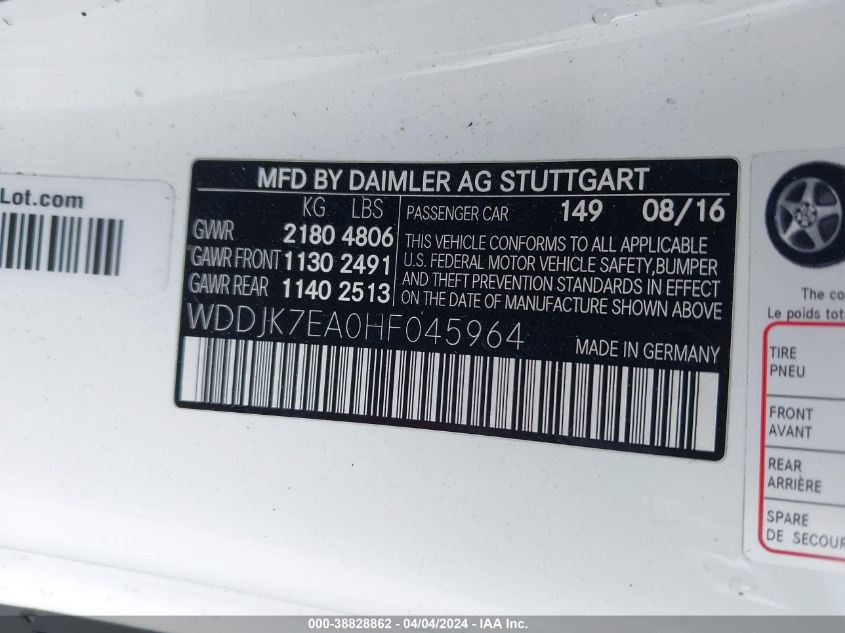 Lot.com
MFD BY DAIMLER AG STUTTGART
KG LBS
GVWR 2180 4806
GAWR FRONT 1130 2491
GAWR REAR 1140 2513
PASSENGER CAR 149 08/16
THIS VEHICLE CONFORMS TO ALL APPLICABLE
U.S. FEDERAL MOTOR VEHICLE SAFETY,BUMPER
AND THEFT PREVENTION STANDARDS IN EFFECT
ON THE DATE OF MANUFACTURE SHOWN ABOVE
WDDJK7EA0HF045964
MADE IN GERMANY
The co
Le poids tot
TIRE
PNEU
FRONT
AVANT
REAR
ARRIÈRE
SPARE
DE SECOUR
000-38828862 - 04/04/2024 - IAA Inc.